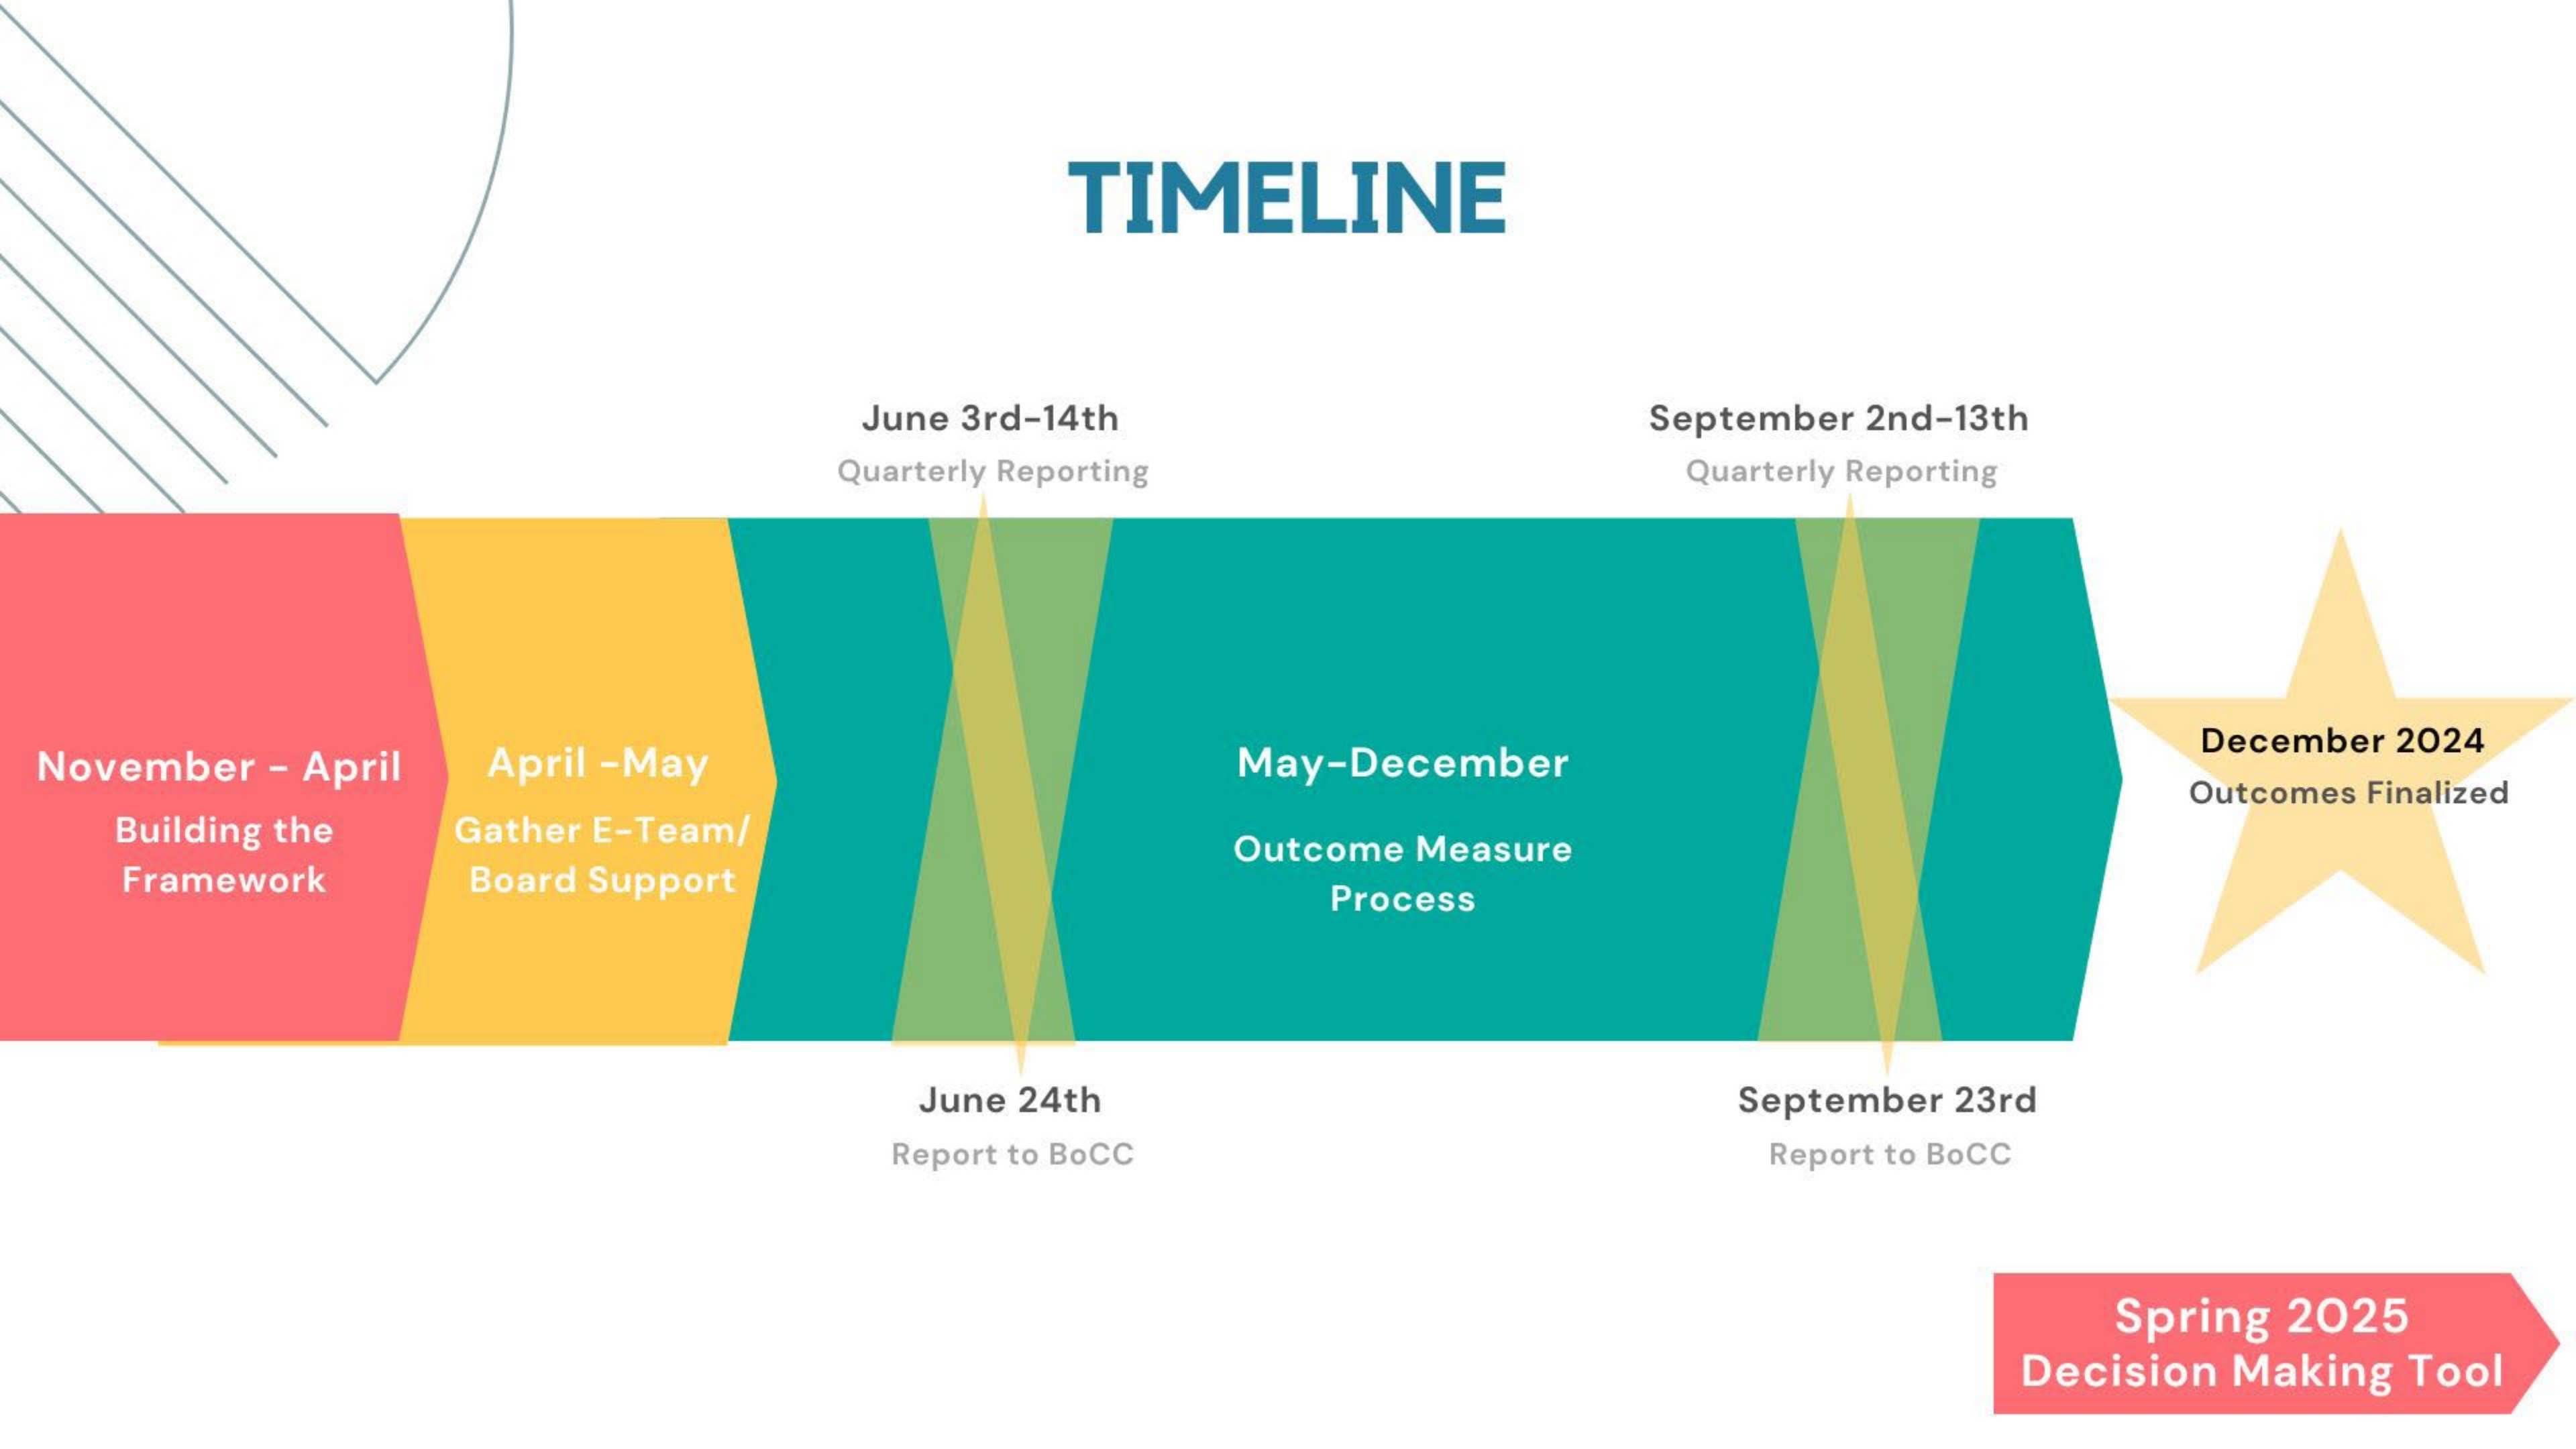 TIMELINE
June 3rd-14th
Quarterly Reporting
September 2nd-13th
Quarterly Reporting
November - April
Building the
Framework
April -May
Gather E-Team/
Board Support
May-December
Outcome Measure
Process
December 2024
Outcomes Finalized
June 24th
Report to BoCC
September 23rd
Report to BoCC
Spring 2025
Decision Making Tool